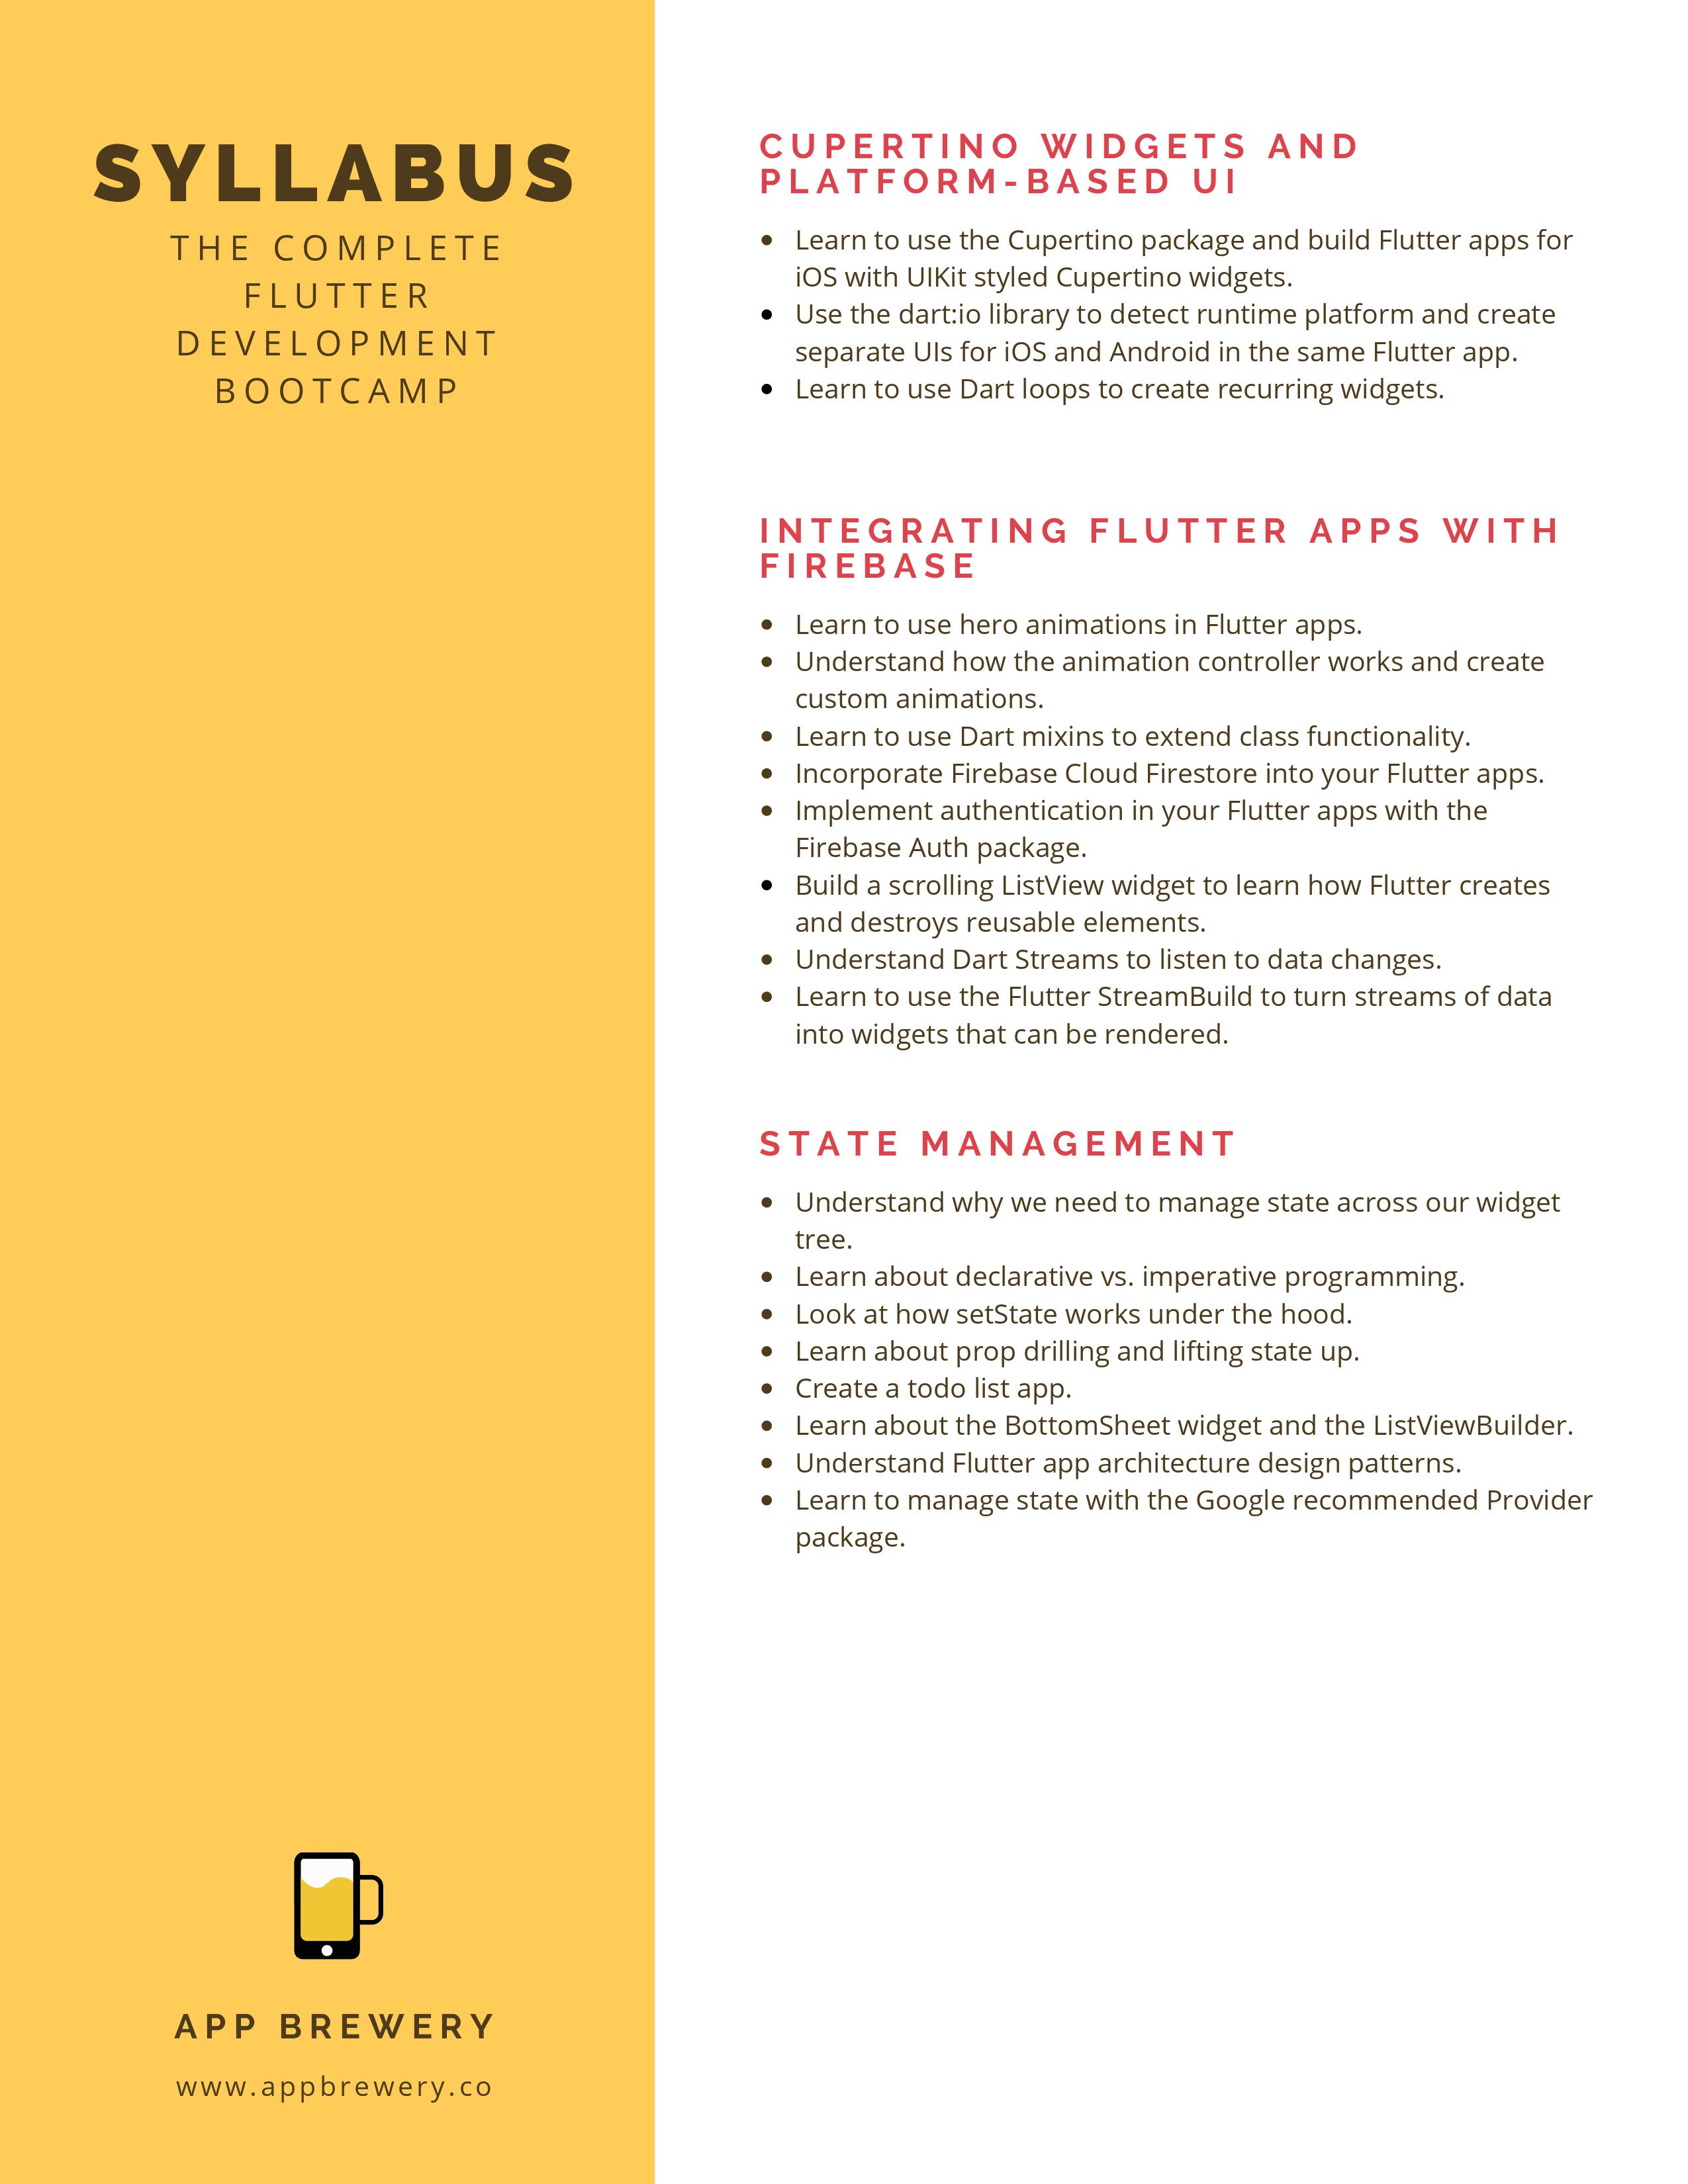 SYLLABUS
THE COMPLETE
FLUTTER
DEVELOPMENT
BOOTCAMP
APP BREWERY
www.appbrewery.co
CUPERTINO WIDGETS AND
PLATFORM-BASED UI
• Learn to use the Cupertino package and build Flutter apps for
iOS with UIKit styled Cupertino widgets.
• Use the dart:io library to detect runtime platform and create
separate UIs for iOS and Android in the same Flutter app.
• Learn to use Dart loops to create recurring widgets.
INTEGRATING FLUTTER APPS WITH
FIREBASE
• Learn to use hero animations in Flutter apps.
• Understand how the animation controller works and create
custom animations.
• Learn to use Dart mixins to extend class functionality.
• Incorporate Firebase Cloud Firestore into your Flutter apps.
• Implement authentication in your Flutter apps with the
Firebase Auth package.
• Build a scrolling ListView widget to learn how Flutter creates
and destroys reusable elements.
• Understand Dart Streams to listen to data changes.
• Learn to use the Flutter StreamBuild to turn streams of data
into widgets that can be rendered.
STATE MANAGEMENT
• Understand why we need to manage state across our widget
tree.
• Learn about declarative vs. imperative programming.
• Look at how setState works under the hood.
• Learn about prop drilling and lifting state up.
• Create a todo list app.
• Learn about the BottomSheet widget and the ListViewBuilder.
• Understand Flutter app architecture design patterns.
• Learn to manage state with the Google recommended Provider
package.